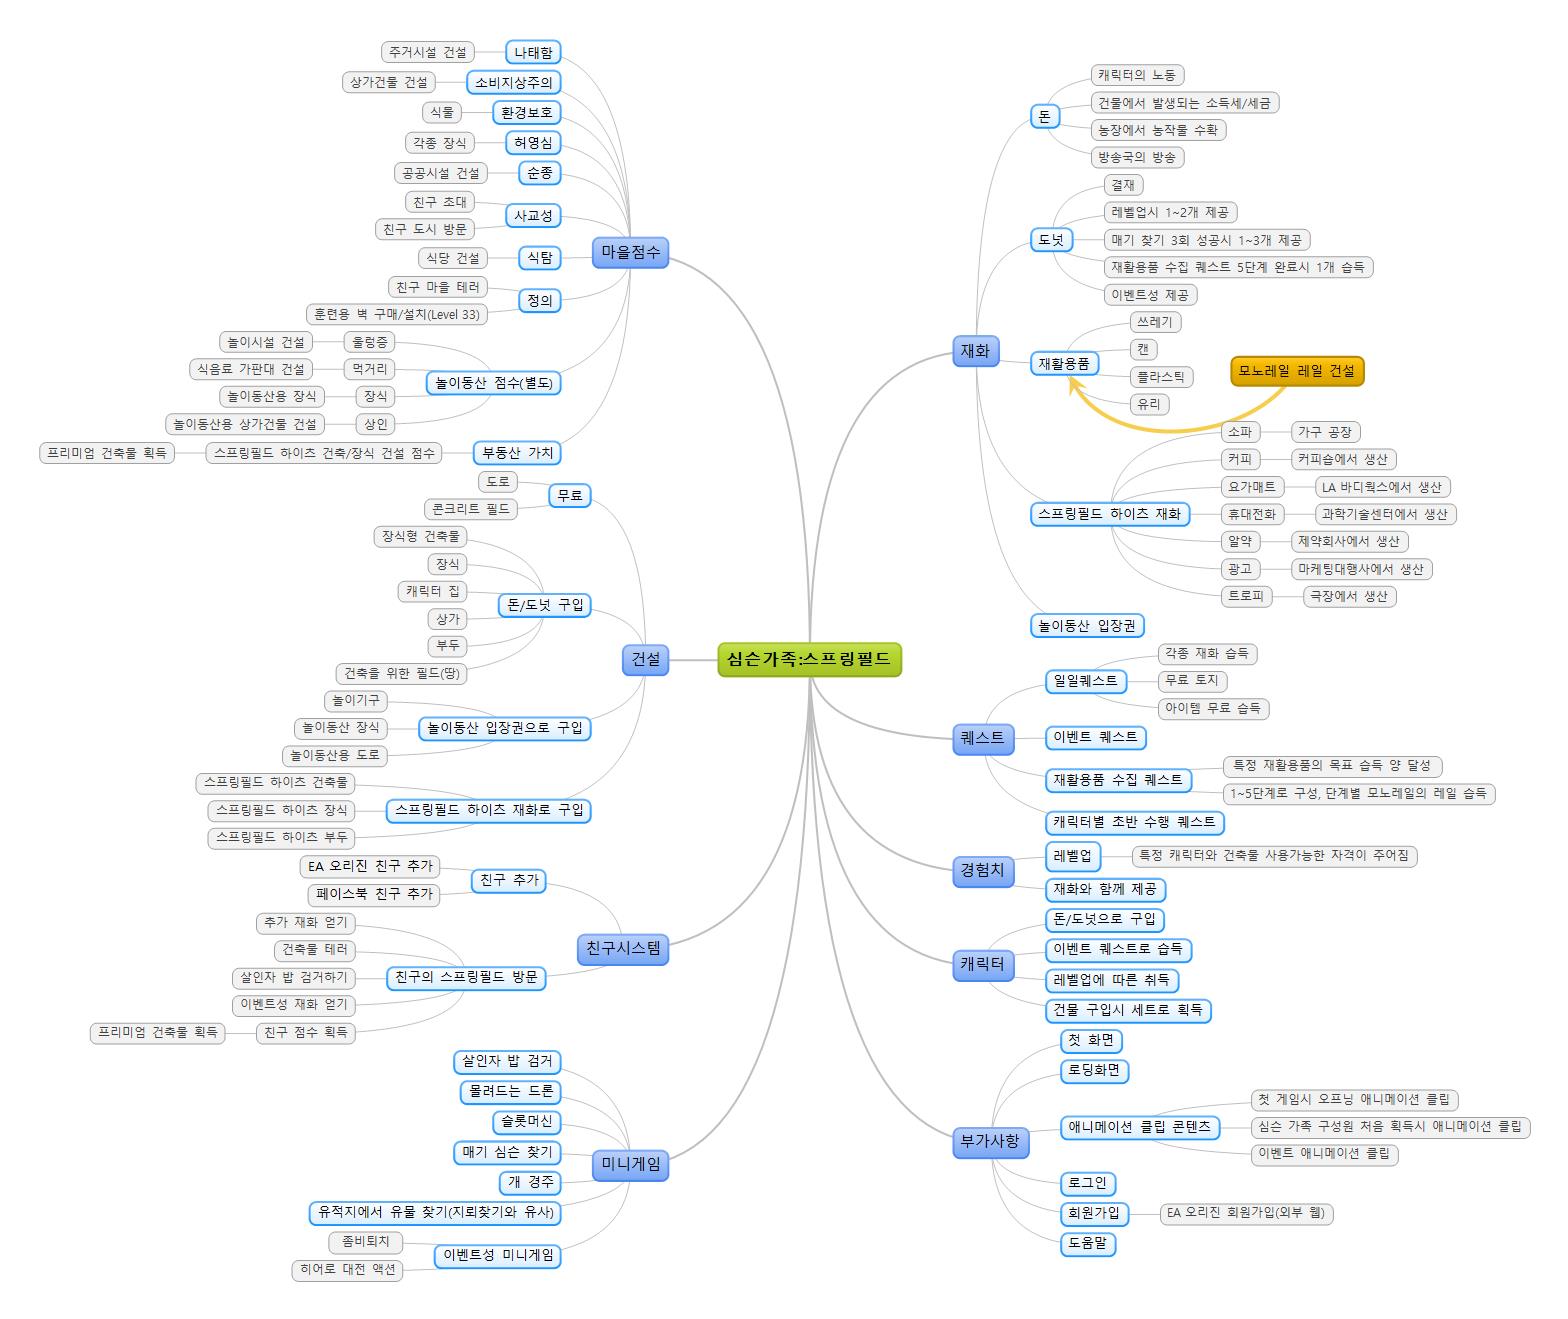 심슨가족:스프링필드
마을점수
나태함
주거시설 건설
소비지상주의
상가건물 건설
환경보호
식물
허영심
각종 장식
순종
공공시설 건설
사교성
친구 초대
친구 도시 방문
식탐
식당 건설
정의
친구 마을 테러
훈련용 벽 구매/설치(Level 33)
놀이동산 점수(별도)
울렁증
놀이시설 건설
먹거리
식음료 가판대 건설
장식
놀이동산용 장식
상인
놀이동산용 상가건물 건설
부동산 가치
스프링필드 하이츠 건축/장식 건설 점수
프리미엄 건축물 획득
건설
무료
도로
콘크리트 필드
돈/도넛 구입
장식형 건축물
장식
캐릭터 집
상가
부두
건축을 위한 필드(땅)
놀이동산 입장권으로 구입
놀이기구
놀이동산 장식
놀이동산용 도로
스프링필드 하이츠 재화로 구입
스프링필드 하이츠 건축물
스프링필드 하이츠 장식
스프링필드 하이츠 부두
친구시스템
친구 추가
EA 오리진 친구 추가
페이스북 친구 추가
친구의 스프링필드 방문
추가 재화 얻기
건축물 테러
살인자 밥 검거하기
이벤트성 재화 얻기
친구 점수 획득
프리미엄 건축물 획득
미니게임
살인자 밥 검거
몰려드는 드론
슬롯머신
매기 심슨 찾기
개 경주
유적지에서 유물 찾기(지뢰찾기와 유사)
이벤트성 미니게임
좀비퇴치
히어로 대전 액션
재화
돈
캐릭터의 노동
건물에서 발생되는 소득세/세금
농장에서 농작물 수확
방송국의 방송
도넛
결재
레벨업시 1~2개 제공
매기 찾기 3회 성공시 1~3개 제공
재활용품 수집 퀘스트 5단계 완료시 1개 습득
이벤트성 제공
재활용품
쓰레기
캔
플라스틱
유리
모노레일 레일 건설
스프링필드 하이츠 재화
소파
가구 공장
커피
커피숍에서 생산
요가매트
LA 바디웍스에서 생산
휴대전화
과학기술센터에서 생산
알약
제약회사에서 생산
광고
마케팅대행사에서 생산
트로피
극장에서 생산
놀이동산 입장권
퀘스트
일일퀘스트
각종 재화 습득
무료 토지
아이템 무료 습득
이벤트 퀘스트
재활용품 수집 퀘스트
특정 재활용품의 목표 습득 양 달성
1~5단계로 구성, 단계별 모노레일의 레일 습득
캐릭터별 초반 수행 퀘스트
경험치
레벨업
특정 캐릭터와 건축물 사용가능한 자격이 주어짐
재화와 함께 제공
캐릭터
돈/도넛으로 구입
이벤트 퀘스트로 습득
레벨업에 따른 취득
건물 구입시 세트로 획득
부가사항
첫 화면
로딩화면
애니메이션 클립 콘텐츠
첫 게임시 오프닝 애니메이션 클립
심슨 가족 구성원 처음 획득시 애니메이션 클립
이벤트 애니메이션 클립
로그인
회원가입
EA 오리진 회원가입(외부 웹)
도움말